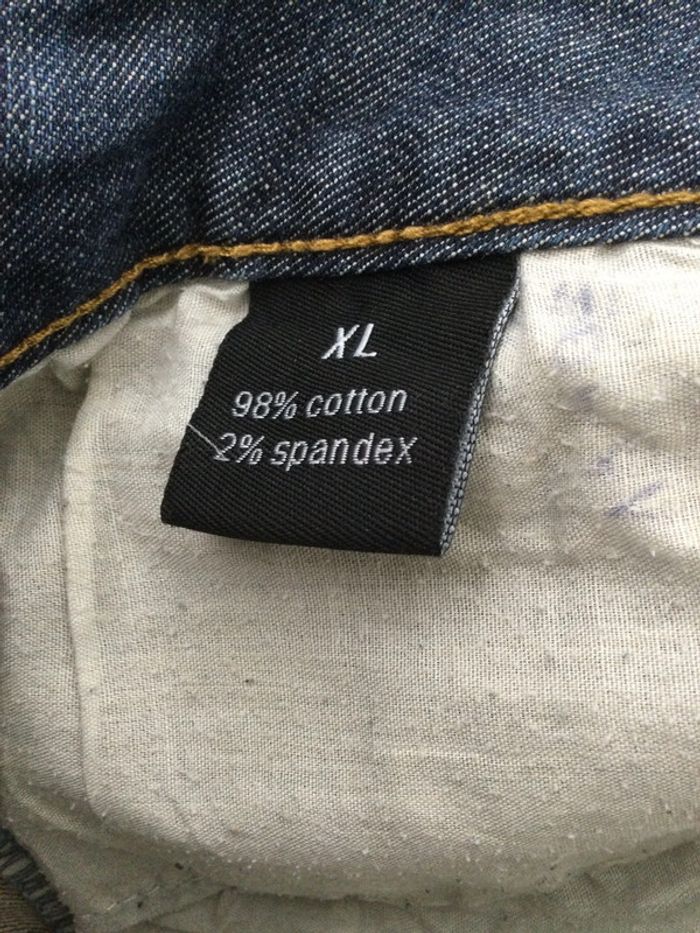 XL
98% cotton
2% spandex